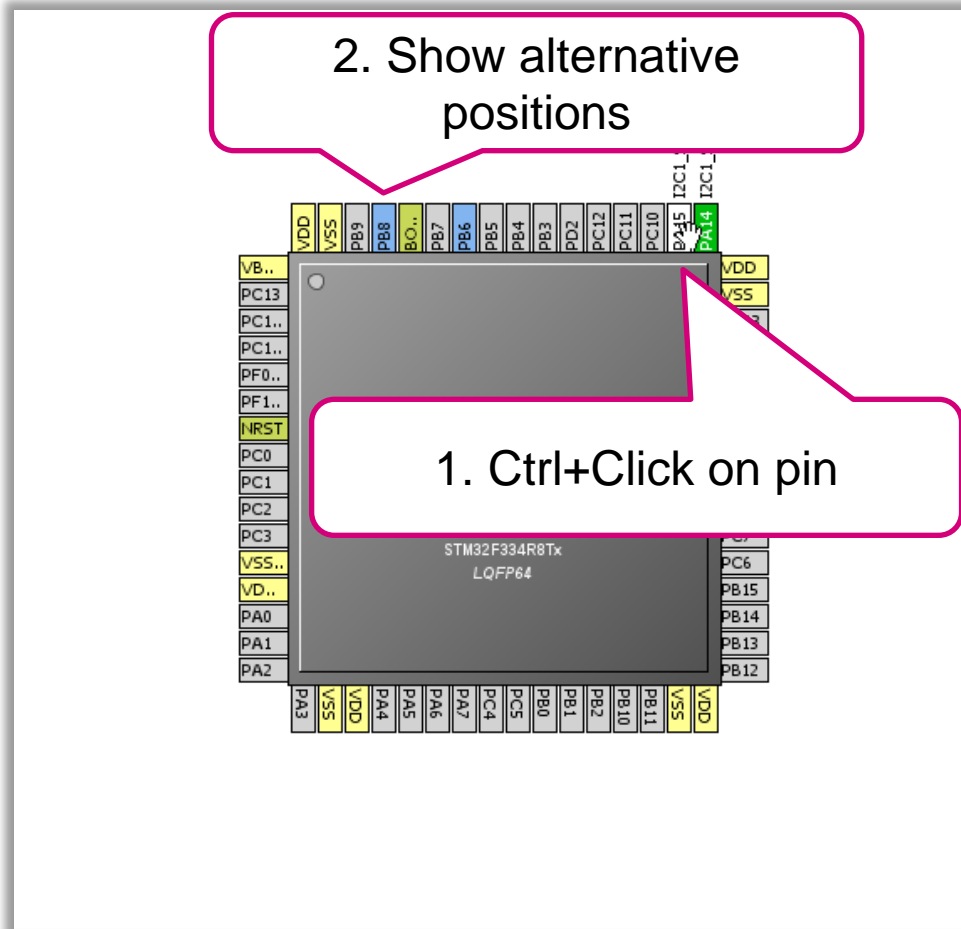 2. Show alternative
positions
I2C1_
I2C1_
VDD
VSS
PB9
PB8
BO..
PB7
PB6
PB5
PB4
PB3
PD2
PC12
PC11
PC10
PA15
PA14
VB..
PC13
PC1..
PC1..
PF0..
PF1..
NRST
PC0
PC1
PC2
PC3
VSS..
VD..
PA0
PA1
PA2
VDD
VSS
1. Ctrl+Click on pin
STM32F334R8Tx
LQFP64
PC7
PC6
PB15
PB14
PB13
PB12
PA3
VSS
VDD
PA4
PA5
PA6
PA7
PC4
PC5
PB0
PB1
PB2
PB10
PB11
VSS
VDD